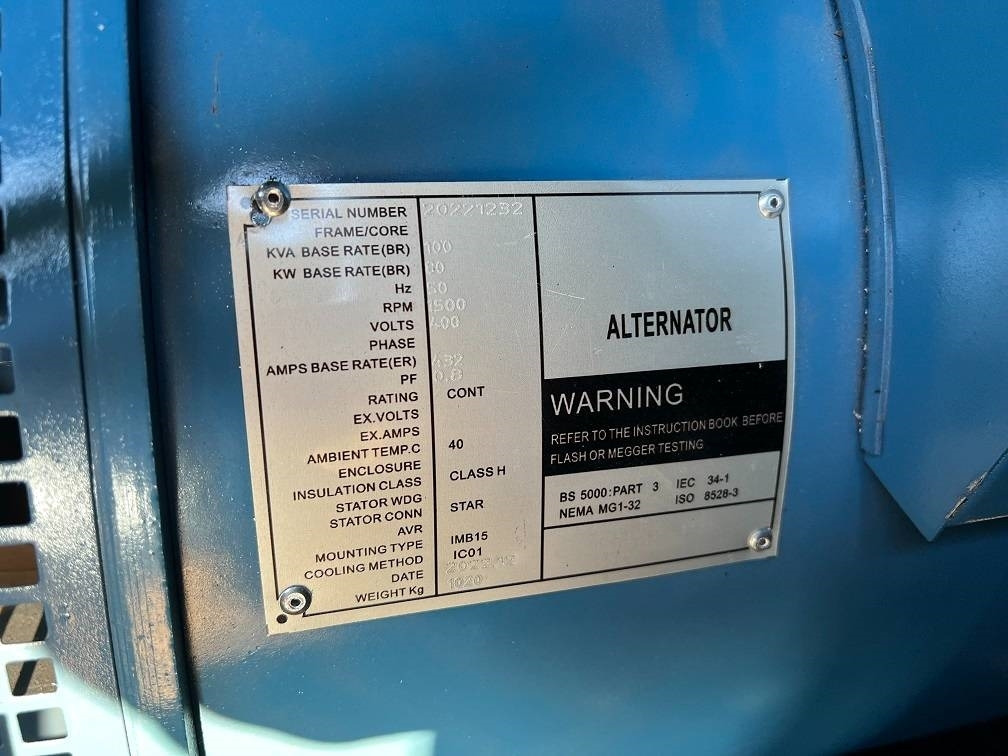 SERIAL NUMBER 20221232
FRAME/CORE
KVA BASE RATE(BR)
KW BASE RATE(BR)
Hz
RPM 1500
VOLTS 400
PHASE
AMPS BASE RATE(ER)
PF 0.8
RATING CONT
EX.VOLTS
EX.AMPS
AMBIENT TEMP.C 40
ENCLOSURE
INSULATION CLASS CLASS H
STATOR WDG
STATOR CONN STAR
AVR
MOUNTING TYPE IMB15
COOLING METHOD IC01
DATE
WEIGHT Kg 1020
ALTERNATOR
WARNING
REFER TO THE INSTRUCTION BOOK BEFORE
FLASH OR MEGGER TESTING
BS 5000:PART 3 IEC 34-1
NEMA MG1-32 ISO 8528-3